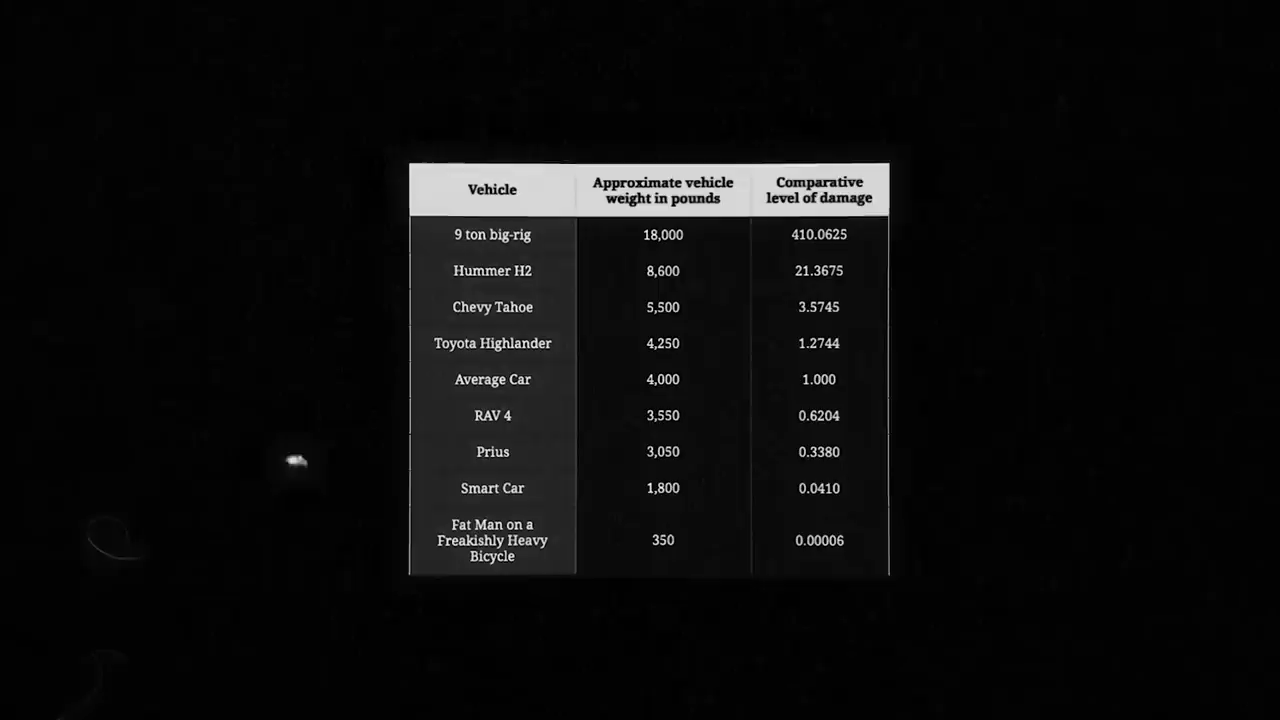 Vehicle
Approximate vehicle
weight in pounds
Comparative
level of damage
9 ton big-rig 18,000 410.0625
Hummer H2 8,600 21.3675
Chevy Tahoe 5,500 3.5745
Toyota Highlander 4,250 1.2744
Average Car 4,000 1.000
RAV 4 3,550 0.6204
Prius 3,050 0.3380
Smart Car 1,800 0.0410
Fat Man on a
Freakishly Heavy
Bicycle
350 0.00006